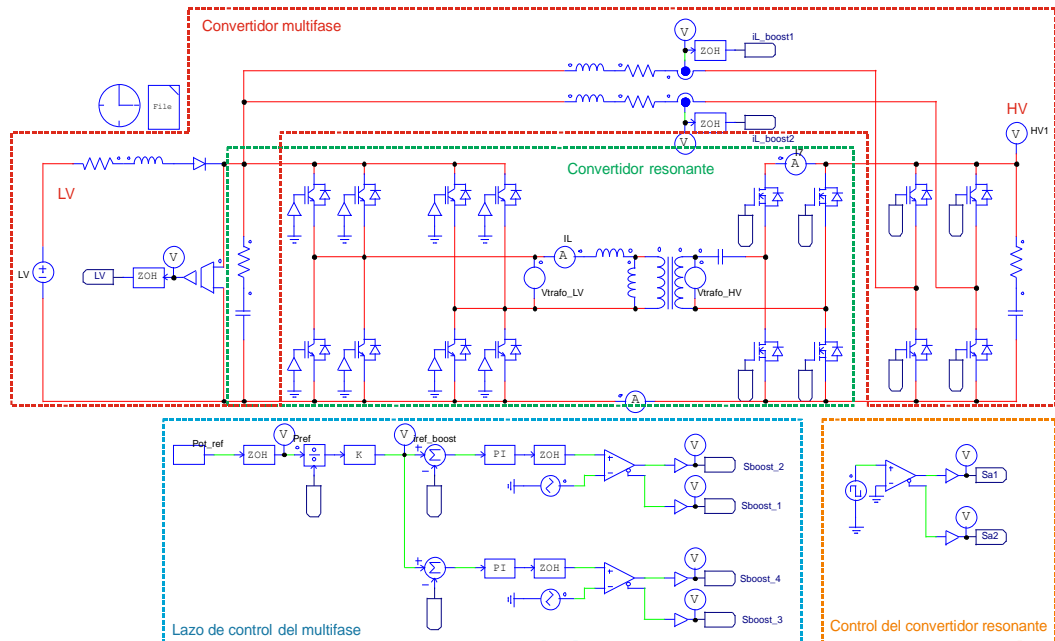 Convertidor multifase
V
iL_boost1
ZOH
File
ZOH
iL_boost2
V
HV
V
HV1
LV
Convertidor resonante
I7
A
V
IL
A
LV
ZOH
LV
Vtrafo_LV
Vtrafo_HV
A
Pot_ref
ZOH
V
Pref
K
V
iref_boost
PI
ZOH
V
Sboost_2
V
Sboost_1
PI
ZOH
V
Sboost_4
V
Sboost_3
Lazo de control del multifase
V
Sa1
V
Sa2
Control del convertidor resonante